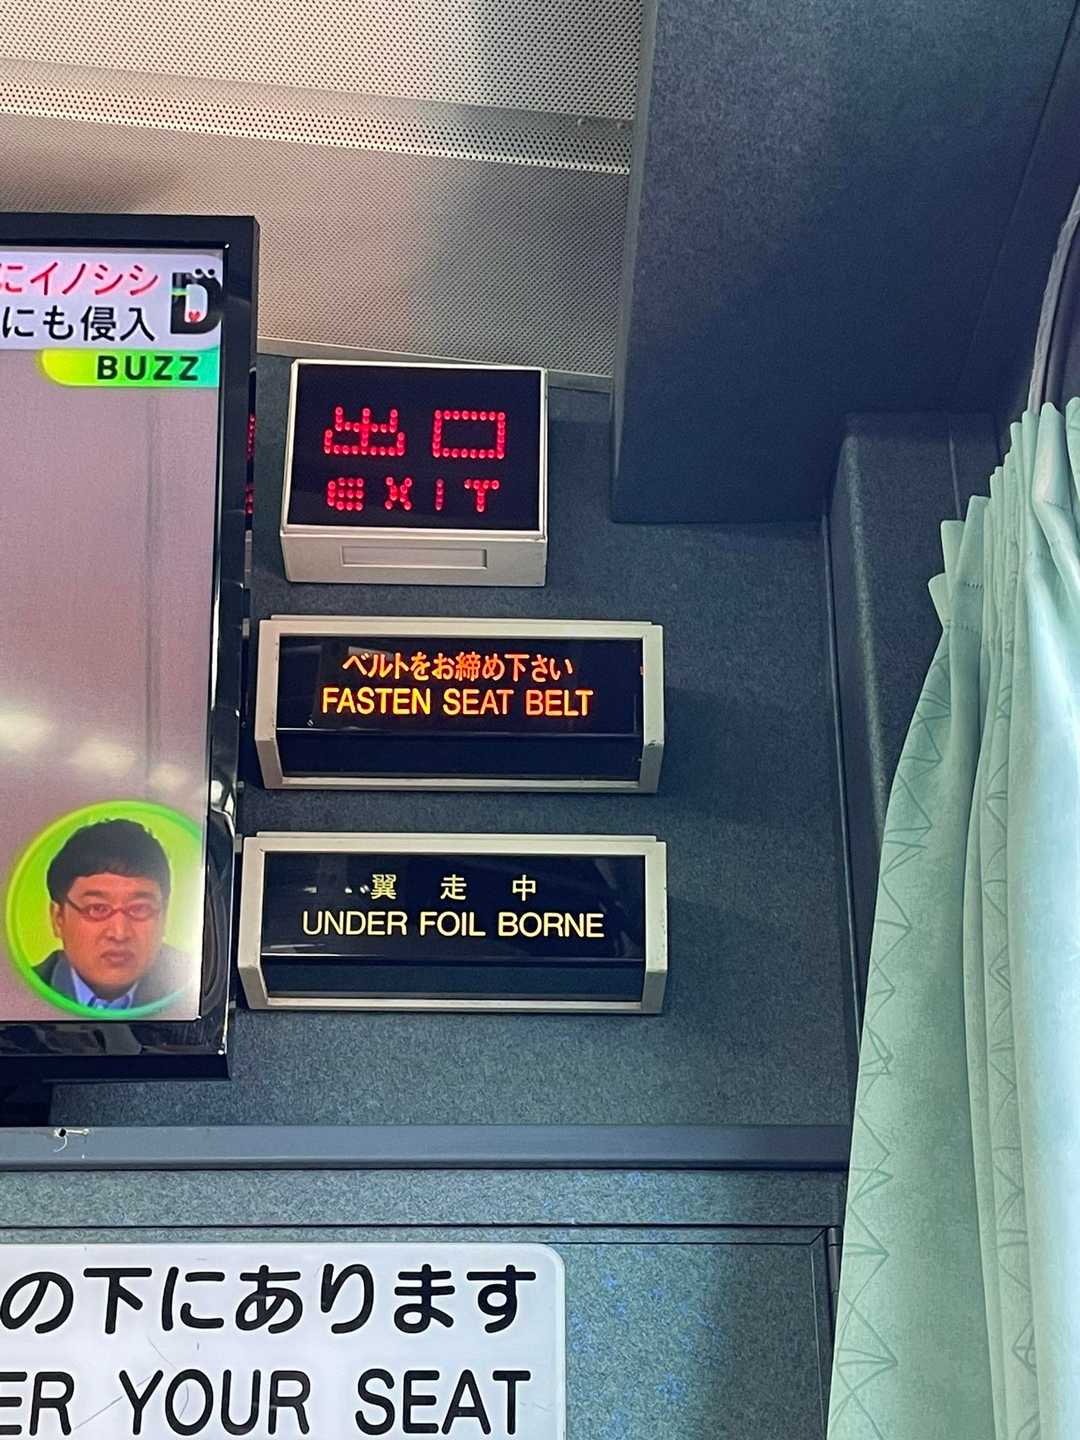 にイノシシ
にも侵入
D
BUZZ
出口
EXIT
ベルトをお締め下さい
FASTEN SEAT BELT
翼 走 中
UNDER FOIL BORNE
の下にあります
ER YOUR SEAT